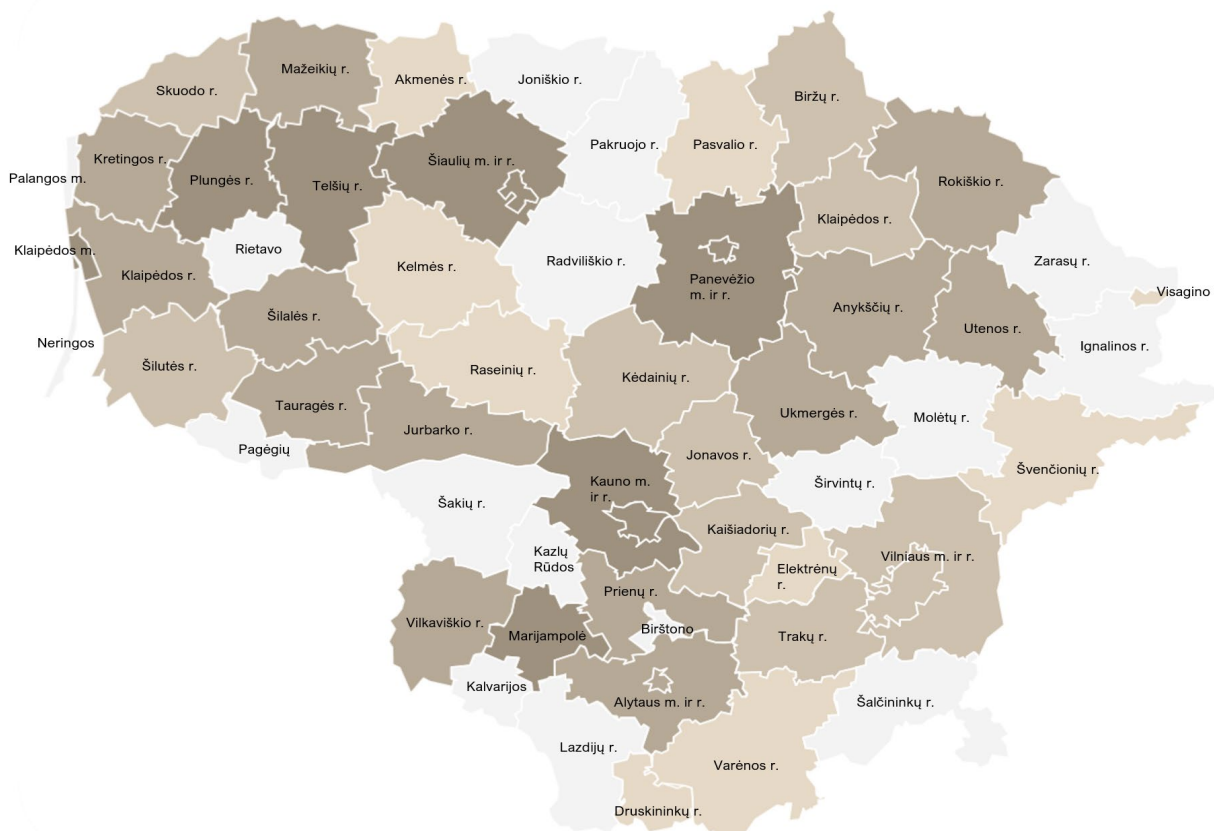 Mažeikių r.
Akmenės r.
Joniškio r.
Skuodo r.
Biržų r.
Pakruojo r.
Pasvalio r.
Kretingos r.
Šiaulių m. ir r.
Palangos m.
Plungės r.
Telšių r.
Rokiškio r.
Klaipėdos r.
Klaipėdos m.
Rietavo
Klaipėdos r.
Kelmės r.
Radviliškio r.
Panevėžio
m. ir r.
Zarasų r.
Visagino
Anykščių r.
Šilalės r.
Utenos r.
Neringos
Ignalinos r.
Šilutės r.
Raseinių r.
Kėdainių r.
Tauragės r.
Ukmergės r.
Molėtų r.
Jurbarko r.
Pagėgių
Jonavos r.
Švenčionių r.
Kauno m.
ir r.
Širvintų r.
Šakių r.
Kaišiadorių r.
Kazlų
Rūdos
Vilniaus m. ir r.
Elektrėnų
r.
Prienų r.
Vilkaviškio r.
Birštono
Marijampolė
Trakų r.
Kalvarijos
Alytaus m. ir r.
Šalčininkų r.
Lazdijų r.
Varėnos r.
Druskininkų r.